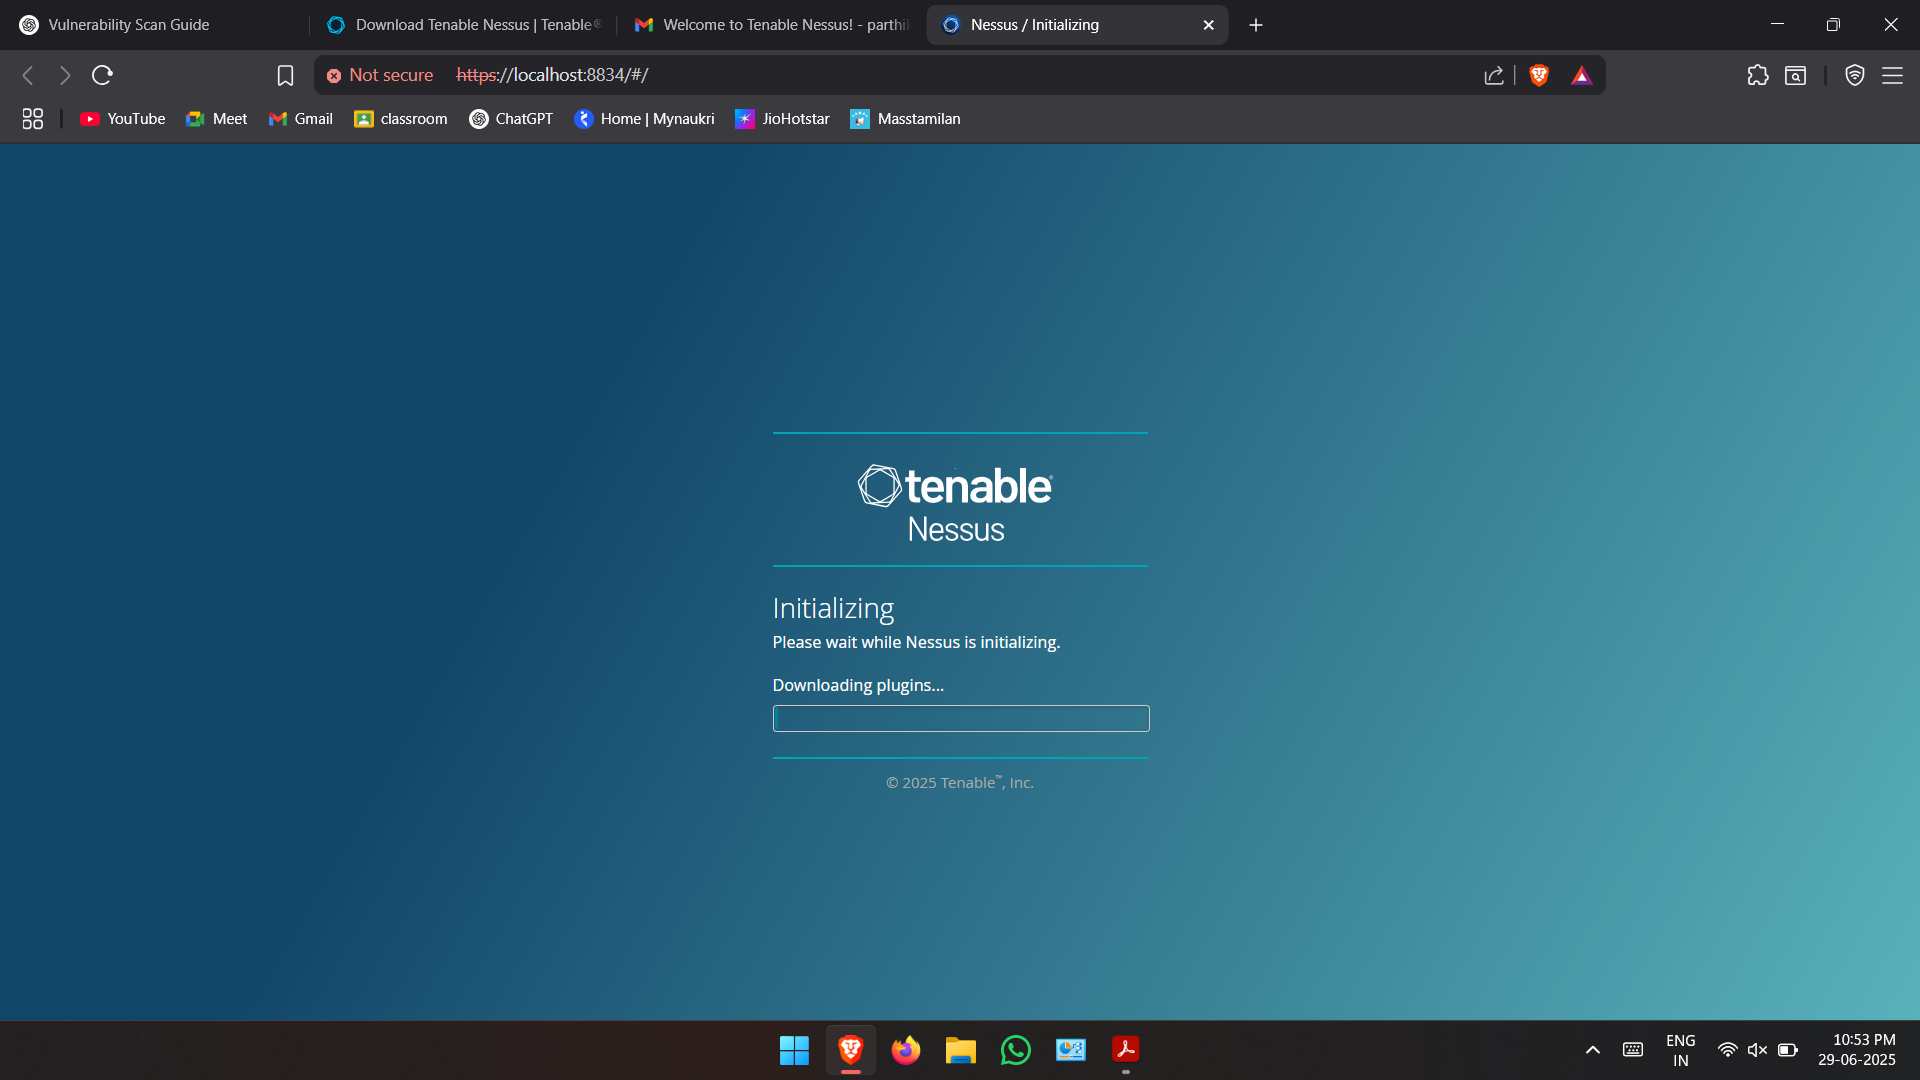 Vulnerability Scan Guide
Download Tenable Nessus | Tenable®
Welcome to Tenable Nessus! - parthi
Nessus / Initializing
Not secure https://localhost:8834/#/
YouTube
Meet
Gmail
classroom
ChatGPT
Home | Mynaukri
JioHotstar
Masstamilan
tenable®
Nessus
Initializing
Please wait while Nessus is initializing.
Downloading plugins...
© 2025 Tenable™, Inc.
ENG
IN
10:53 PM
29-06-2025